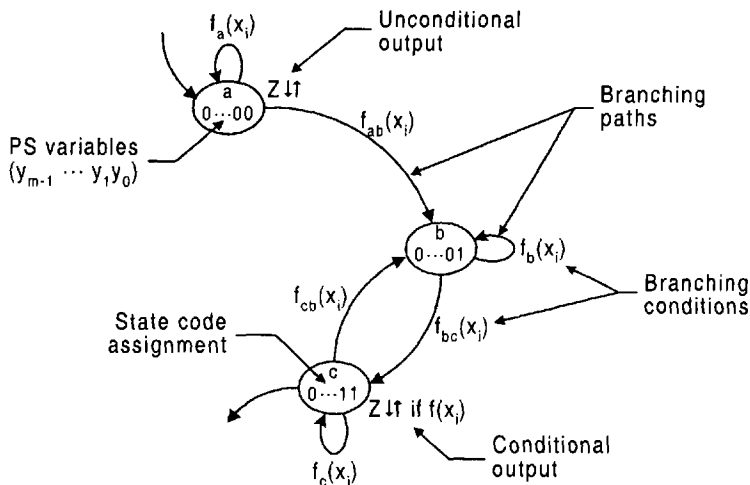 f_a(x_i)
Unconditional
output
a
Z↓↑
0···00
f_ab(x_i)
Branching
paths
PS variables
(y_m-1 ··· y_1y_0)
b
0···01
f_b(x_i)
f_cb(x_i)
Branching
conditions
f_bc(x_i)
State code
assignment
c
0···11
Z↓↑ if f(x_i)
f_c(x_i)
Conditional
output